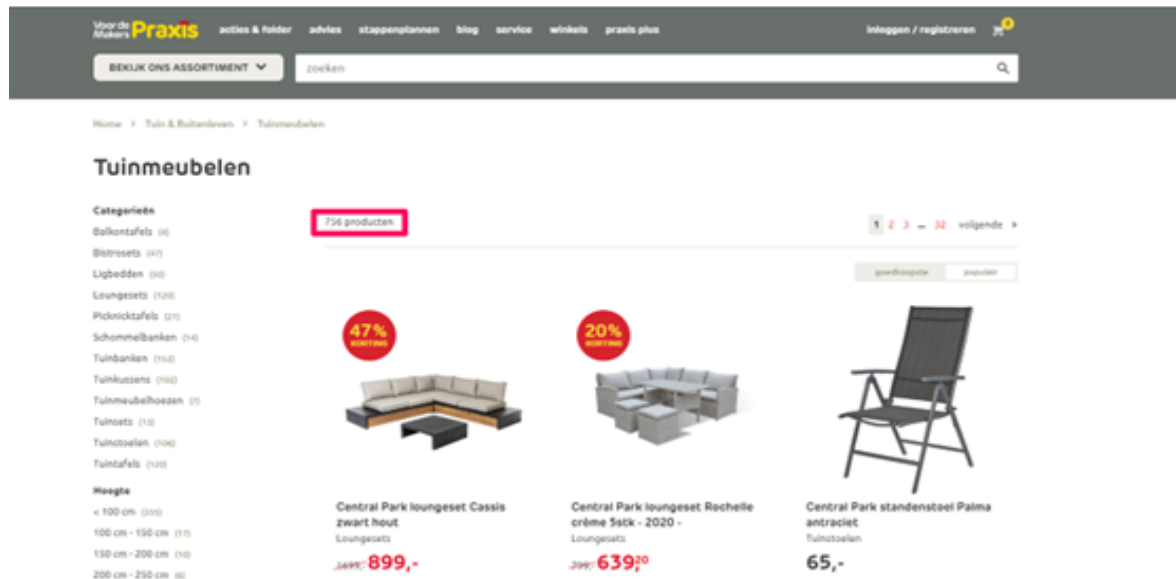 Voor de Makers Praxis acties & folder advies stappenplannen blog service winkels praxis plus inloggen / registreren 0
BEKIJK ONS ASSORTIMENT zoeken
Home > Tuin & Buitenleven > Tuinmeubelen
Tuinmeubelen
Categorieën
Balkontafels (4)
Bistrosets (47)
Ligbedden (50)
Loungesets (120)
Picknicktafels (21)
Schommelbanken (14)
Tuinbanken (152)
Tuinkussens (102)
Tuinmeubelhoezen (7)
Tuinsets (13)
Tuinstoelen (106)
Tuintafels (120)
Hoogte
< 100 cm
100 cm - 150 cm (17)
150 cm - 200 cm (10)
200 cm - 250 cm (6)
756 producten
1 2 3 ... 32 volgende >
goedkoopste populair
47% KORTING
20% KORTING
Central Park loungeset Cassis
zwart hout
Loungesets
1699,- 899,-
Central Park loungeset Rochelle
crème 5stk - 2020 -
Loungesets
799,- 639,20
Central Park standenstoel Palma
antraciet
Tuinstoelen
65,-